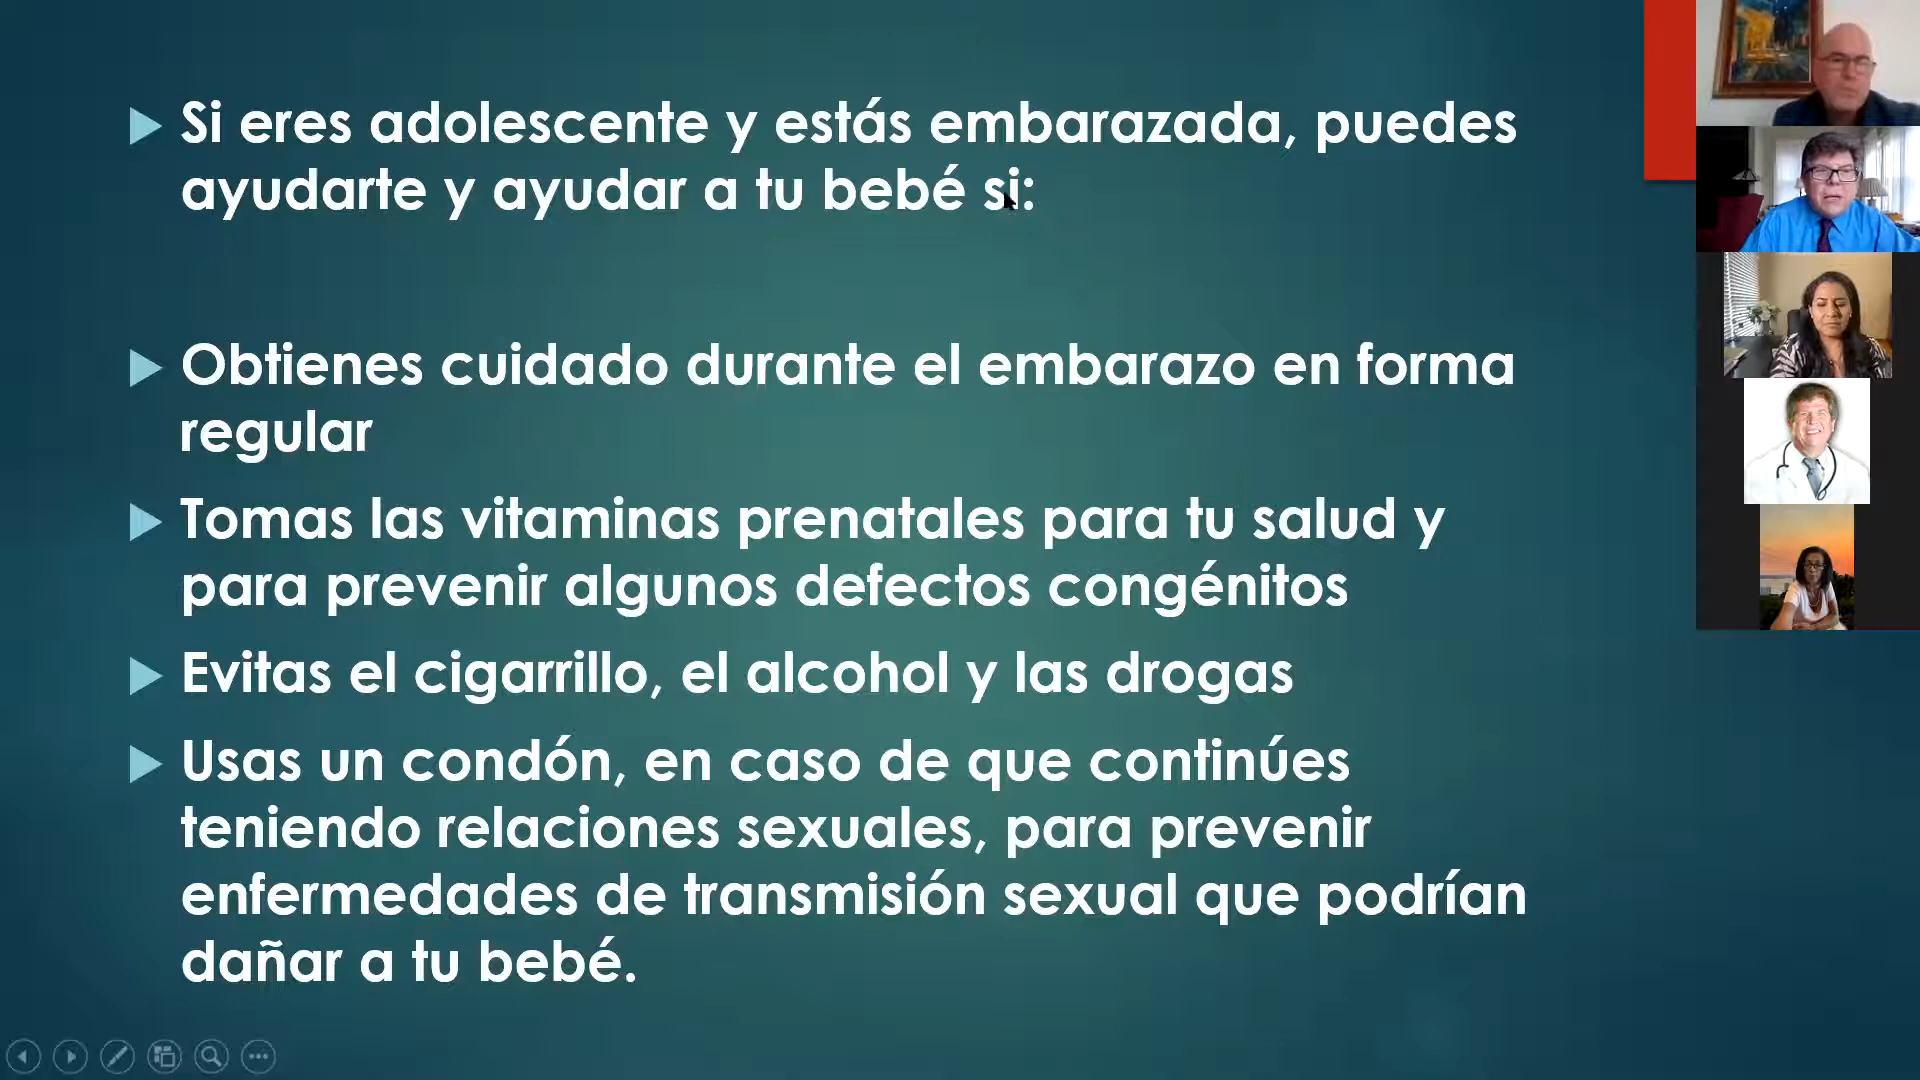 Si eres adolescente y estás embarazada, puedes
ayudarte y ayudar a tu bebé si:
Obtienes cuidado durante el embarazo en forma
regular
Tomas las vitaminas prenatales para tu salud y
para prevenir algunos defectos congénitos
Evitas el cigarrillo, el alcohol y las drogas
Usas un condón, en caso de que continúes
teniendo relaciones sexuales, para prevenir
enfermedades de transmisión sexual que podrían
dañar a tu bebé.